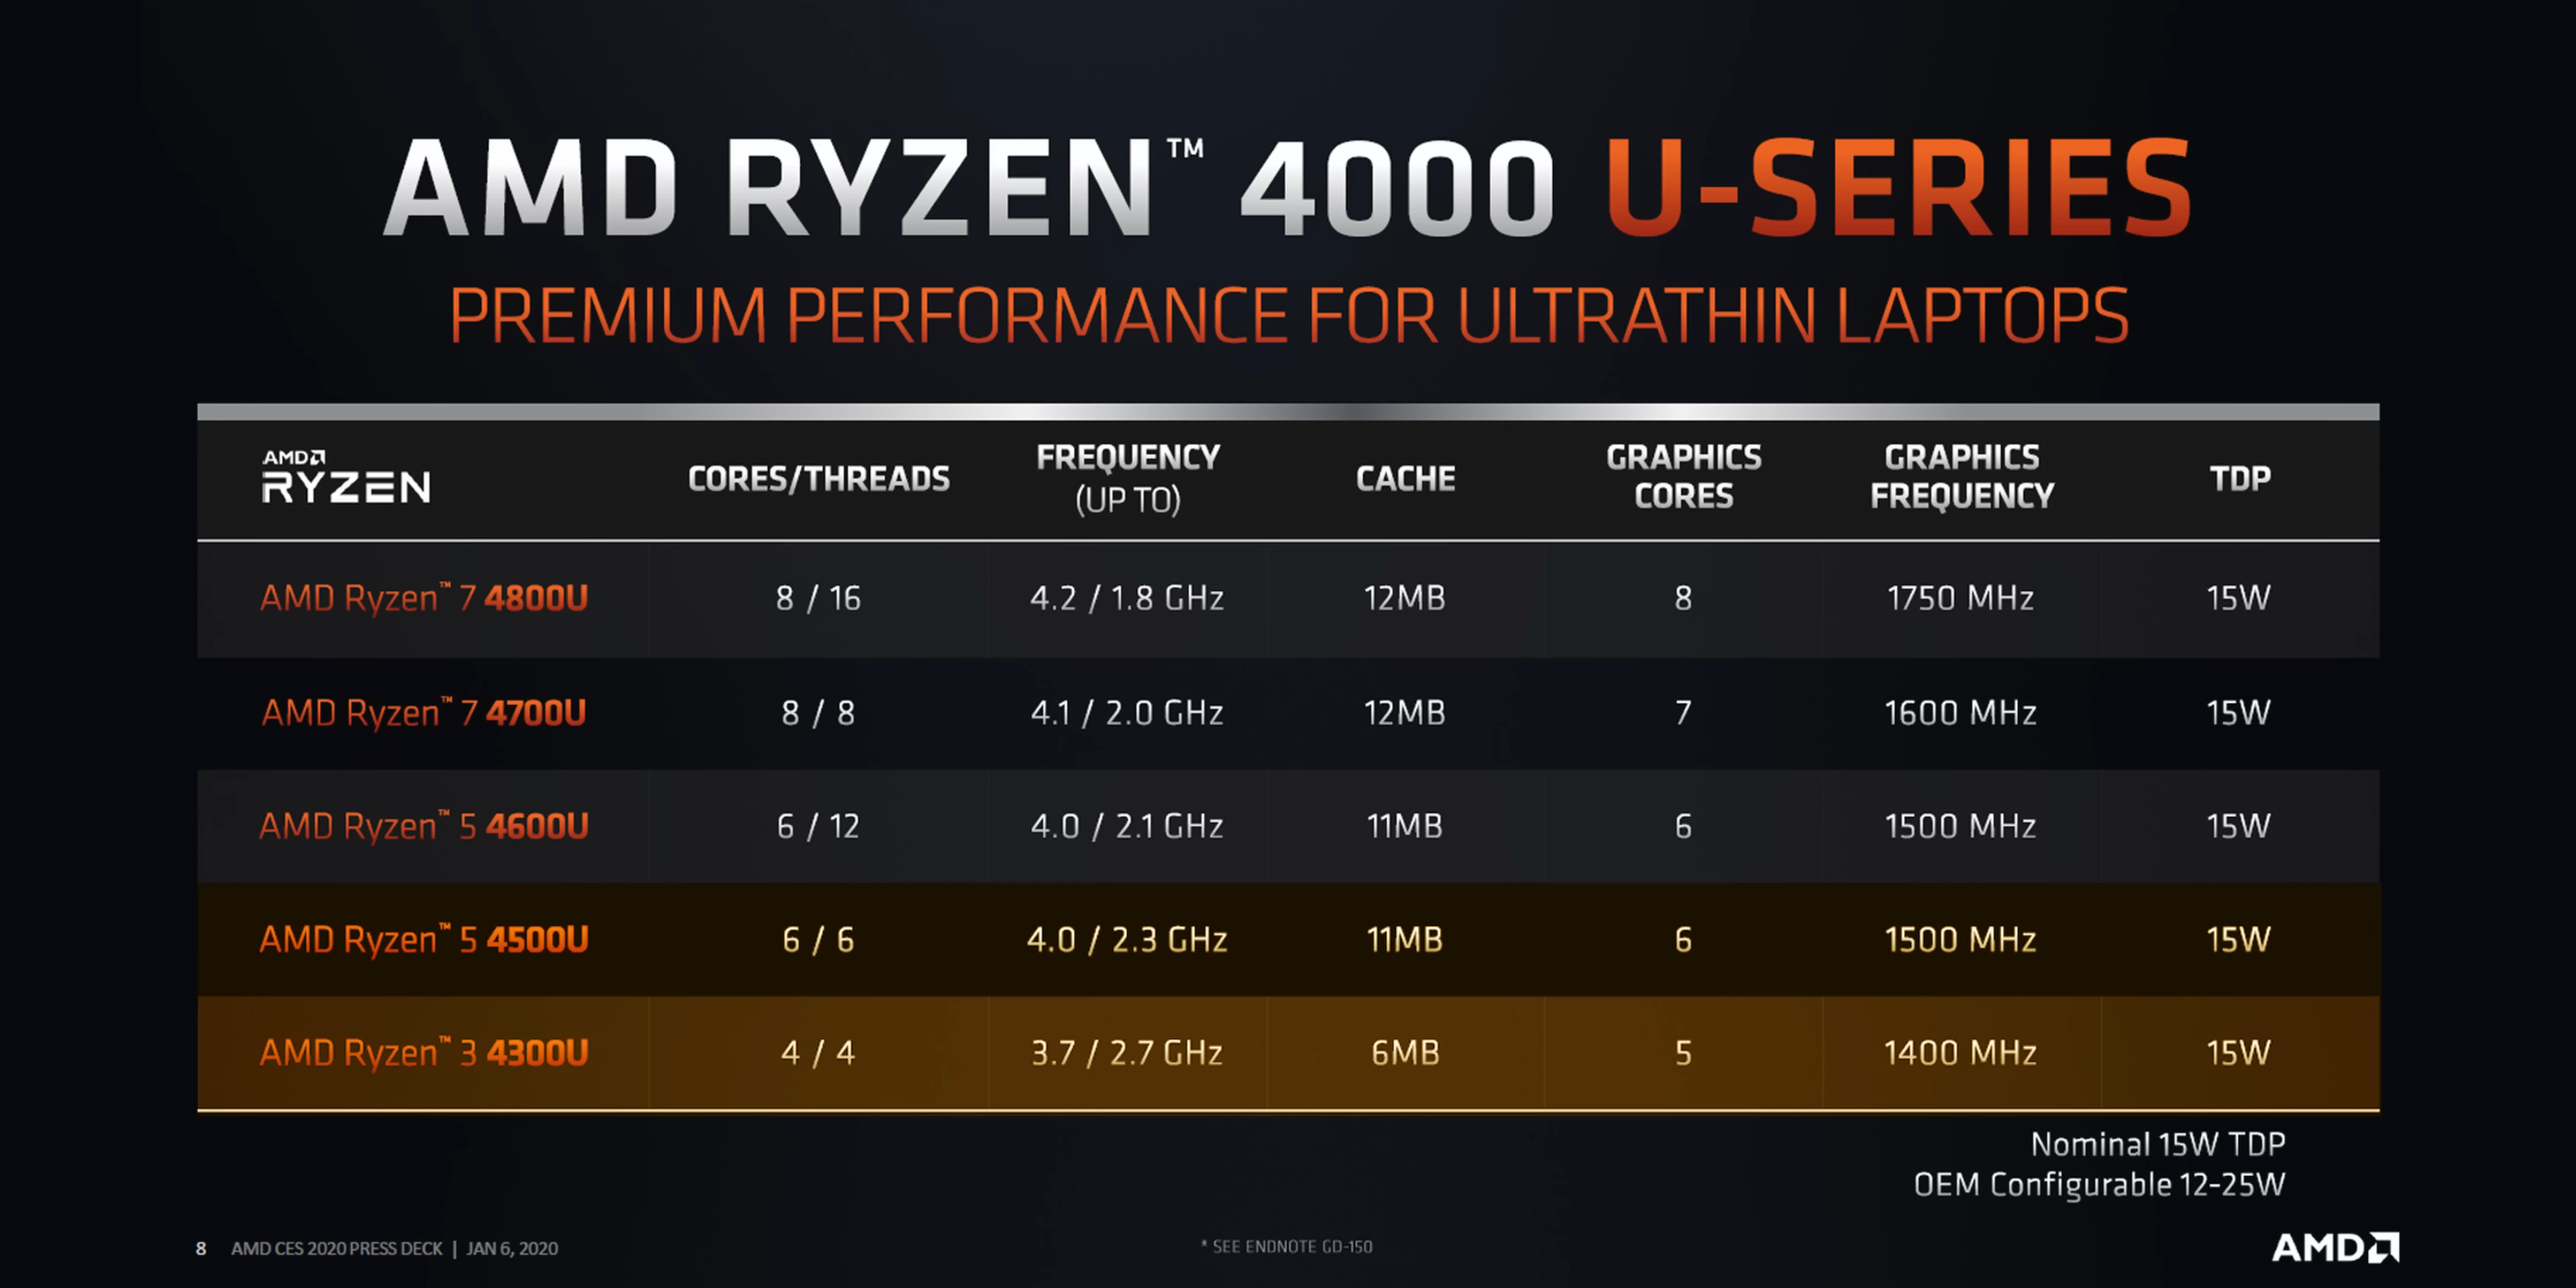 AMD RYZEN™ 4000 U-SERIES
PREMIUM PERFORMANCE FOR ULTRATHIN LAPTOPS
AMD RYZEN CORES/THREADS FREQUENCY (UP TO) CACHE GRAPHICS CORES GRAPHICS FREQUENCY TDP
AMD Ryzen™ 7 4800U 8 / 16 4.2 / 1.8 GHz 12MB 8 1750 MHz 15W
AMD Ryzen™ 7 4700U 8 / 8 4.1 / 2.0 GHz 12MB 7 1600 MHz 15W
AMD Ryzen™ 5 4600U 6 / 12 4.0 / 2.1 GHz 11MB 6 1500 MHz 15W
AMD Ryzen™ 5 4500U 6 / 6 4.0 / 2.3 GHz 11MB 6 1500 MHz 15W
AMD Ryzen™ 3 4300U 4 / 4 3.7 / 2.7 GHz 6MB 5 1400 MHz 15W
Nominal 15W TDP
OEM Configurable 12-25W
8 AMD CES 2020 PRESS DECK | JAN 6, 2020 * SEE ENDNOTE GD-150 AMD